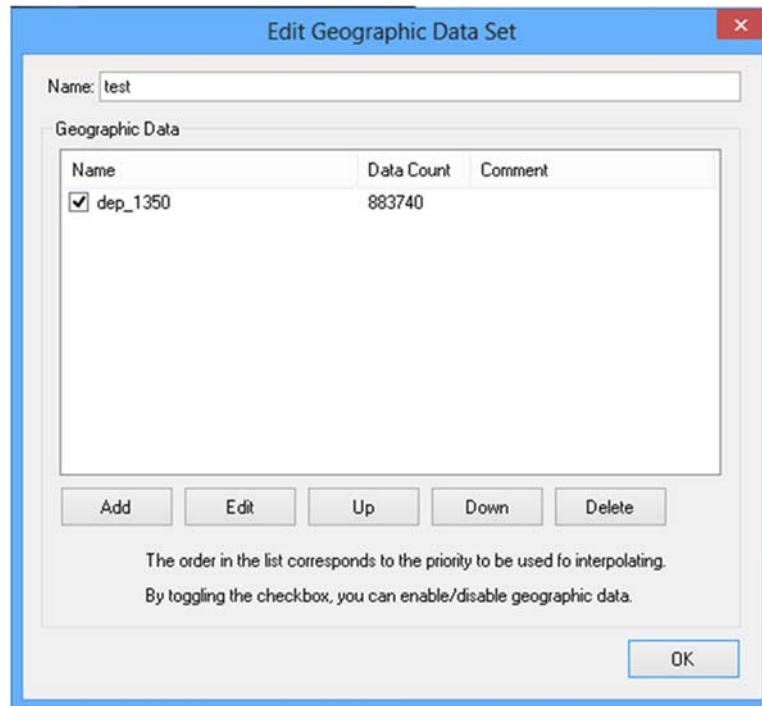 Edit Geographic Data Set
Name: test
Geographic Data
Name Data Count Comment
dep_1350 883740
Add Edit Up Down Delete
The order in the list corresponds to the priority to be used fo interpolating.
By toggling the checkbox, you can enable/disable geographic data.
OK